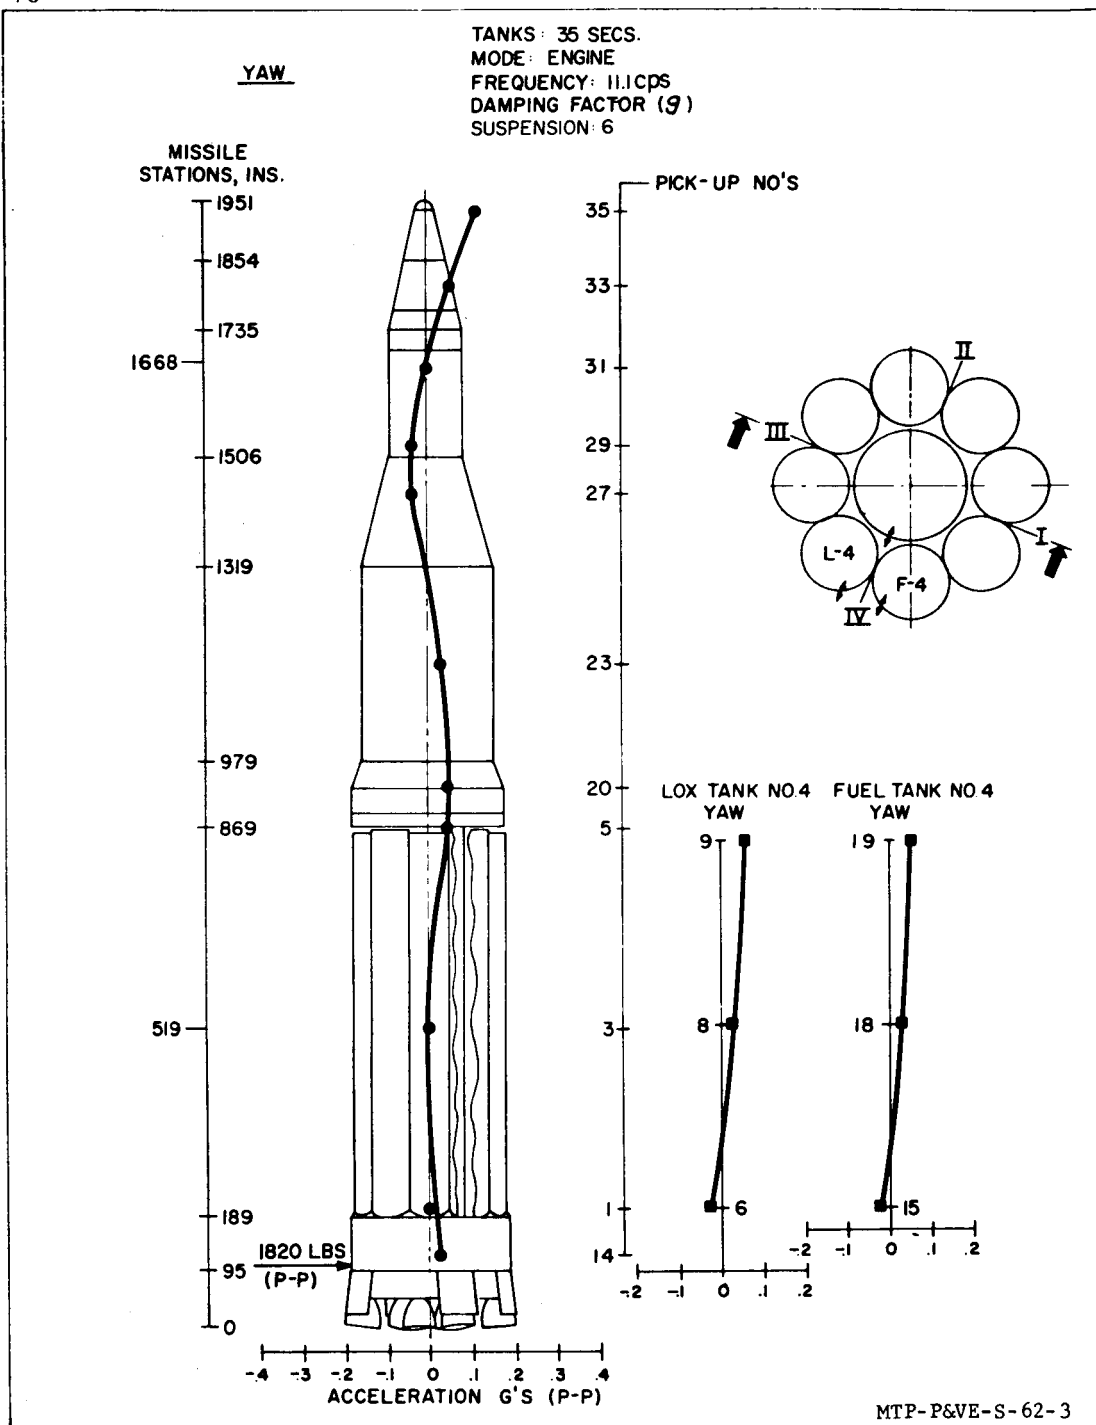 TANKS: 35 SECS.
MODE: ENGINE
FREQUENCY: 11.1 cps
DAMPING FACTOR (g)
SUSPENSION: 6
YAW
MISSILE
STATIONS, INS.
1951
1854
1735
1668
1506
1319
979
869
519
189
95
0
1820 LBS
(P-P)
-.4 -.3 -.2 -.1 0 0.1 .2 .3 .4
ACCELERATION G'S (P-P)
PICK-UP NO'S
35
33
31
29
27
23
20
5
3
1
14
II
III
I
L-4
F-4
IV
LOX TANK NO.4
YAW
9
8
6
-.2 -.1 0 .1 .2
FUEL TANK NO.4
YAW
19
18
15
-.2 -.1 0 .1 .2
MTP-P&VE-S-62-3